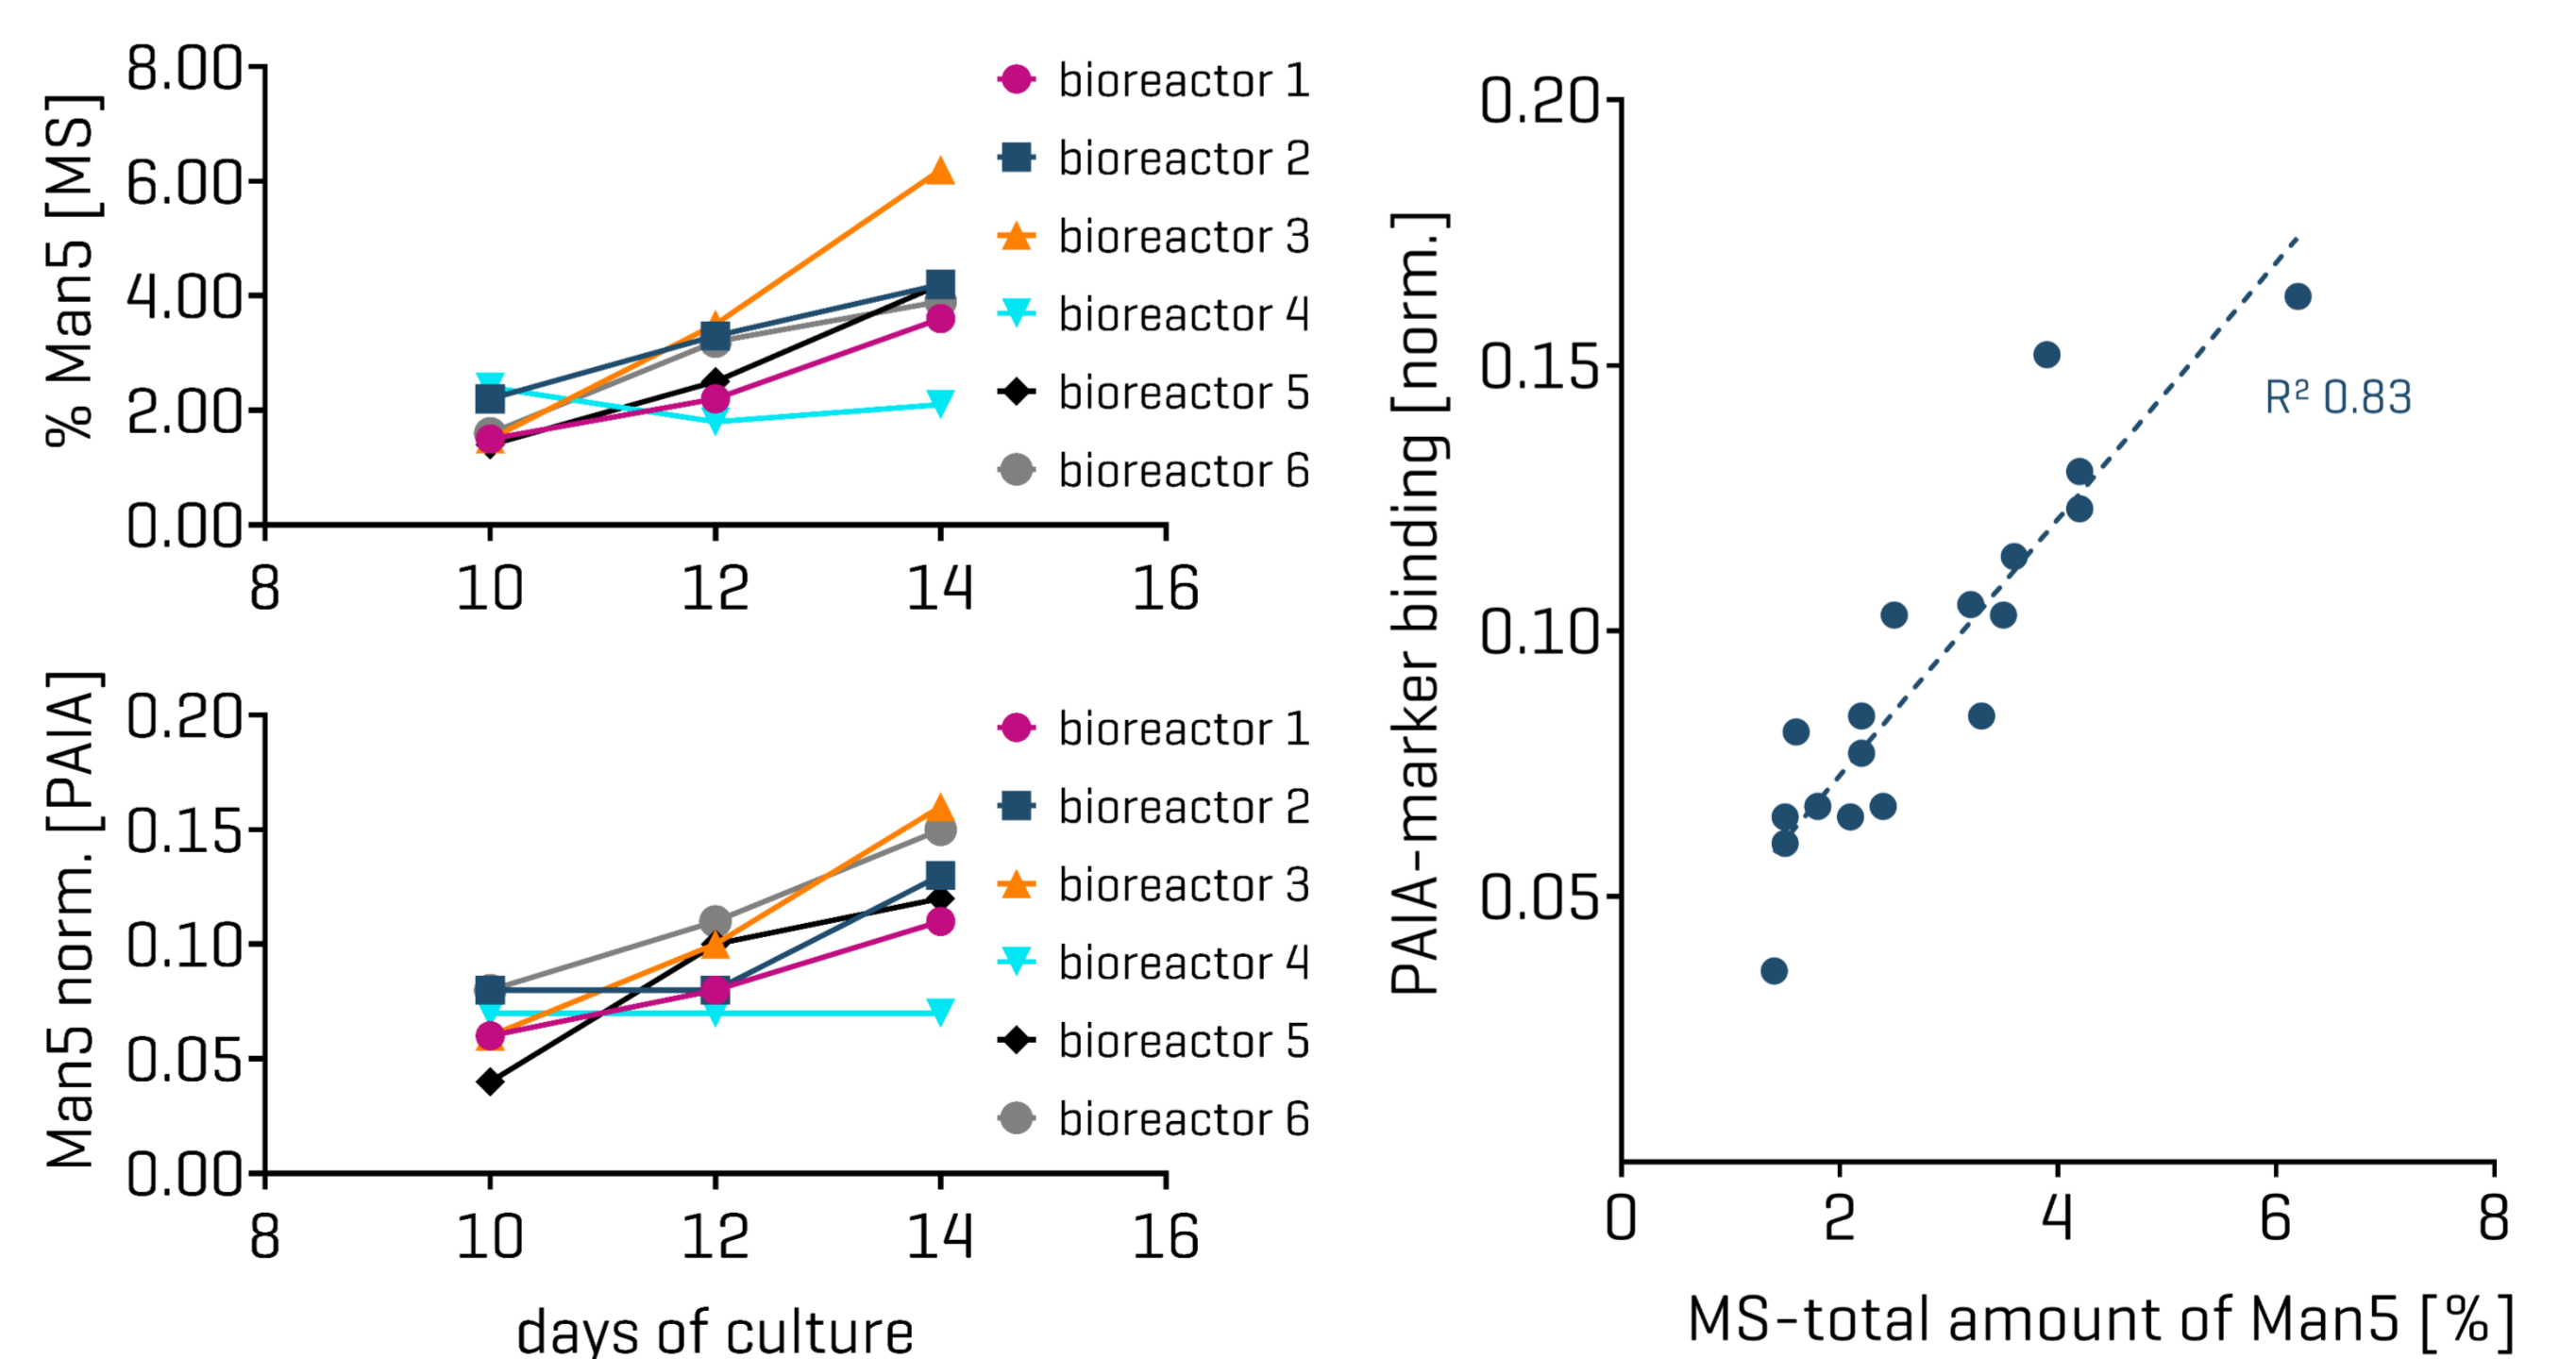 % Man5 [MS]
8.00
6.00
4.00
2.00
0.00
8 10 12 14 16
bioreactor 1
bioreactor 2
bioreactor 3
bioreactor 4
bioreactor 5
bioreactor 6
Man5 norm. [PAIA]
0.20
0.15
0.10
0.05
0.00
8 10 12 14 16
days of culture
bioreactor 1
bioreactor 2
bioreactor 3
bioreactor 4
bioreactor 5
bioreactor 6
PAIA-marker binding [norm.]
0.20
0.15
0.10
0.05
R² 0.83
0 2 4 6 8
MS-total amount of Man5 [%]